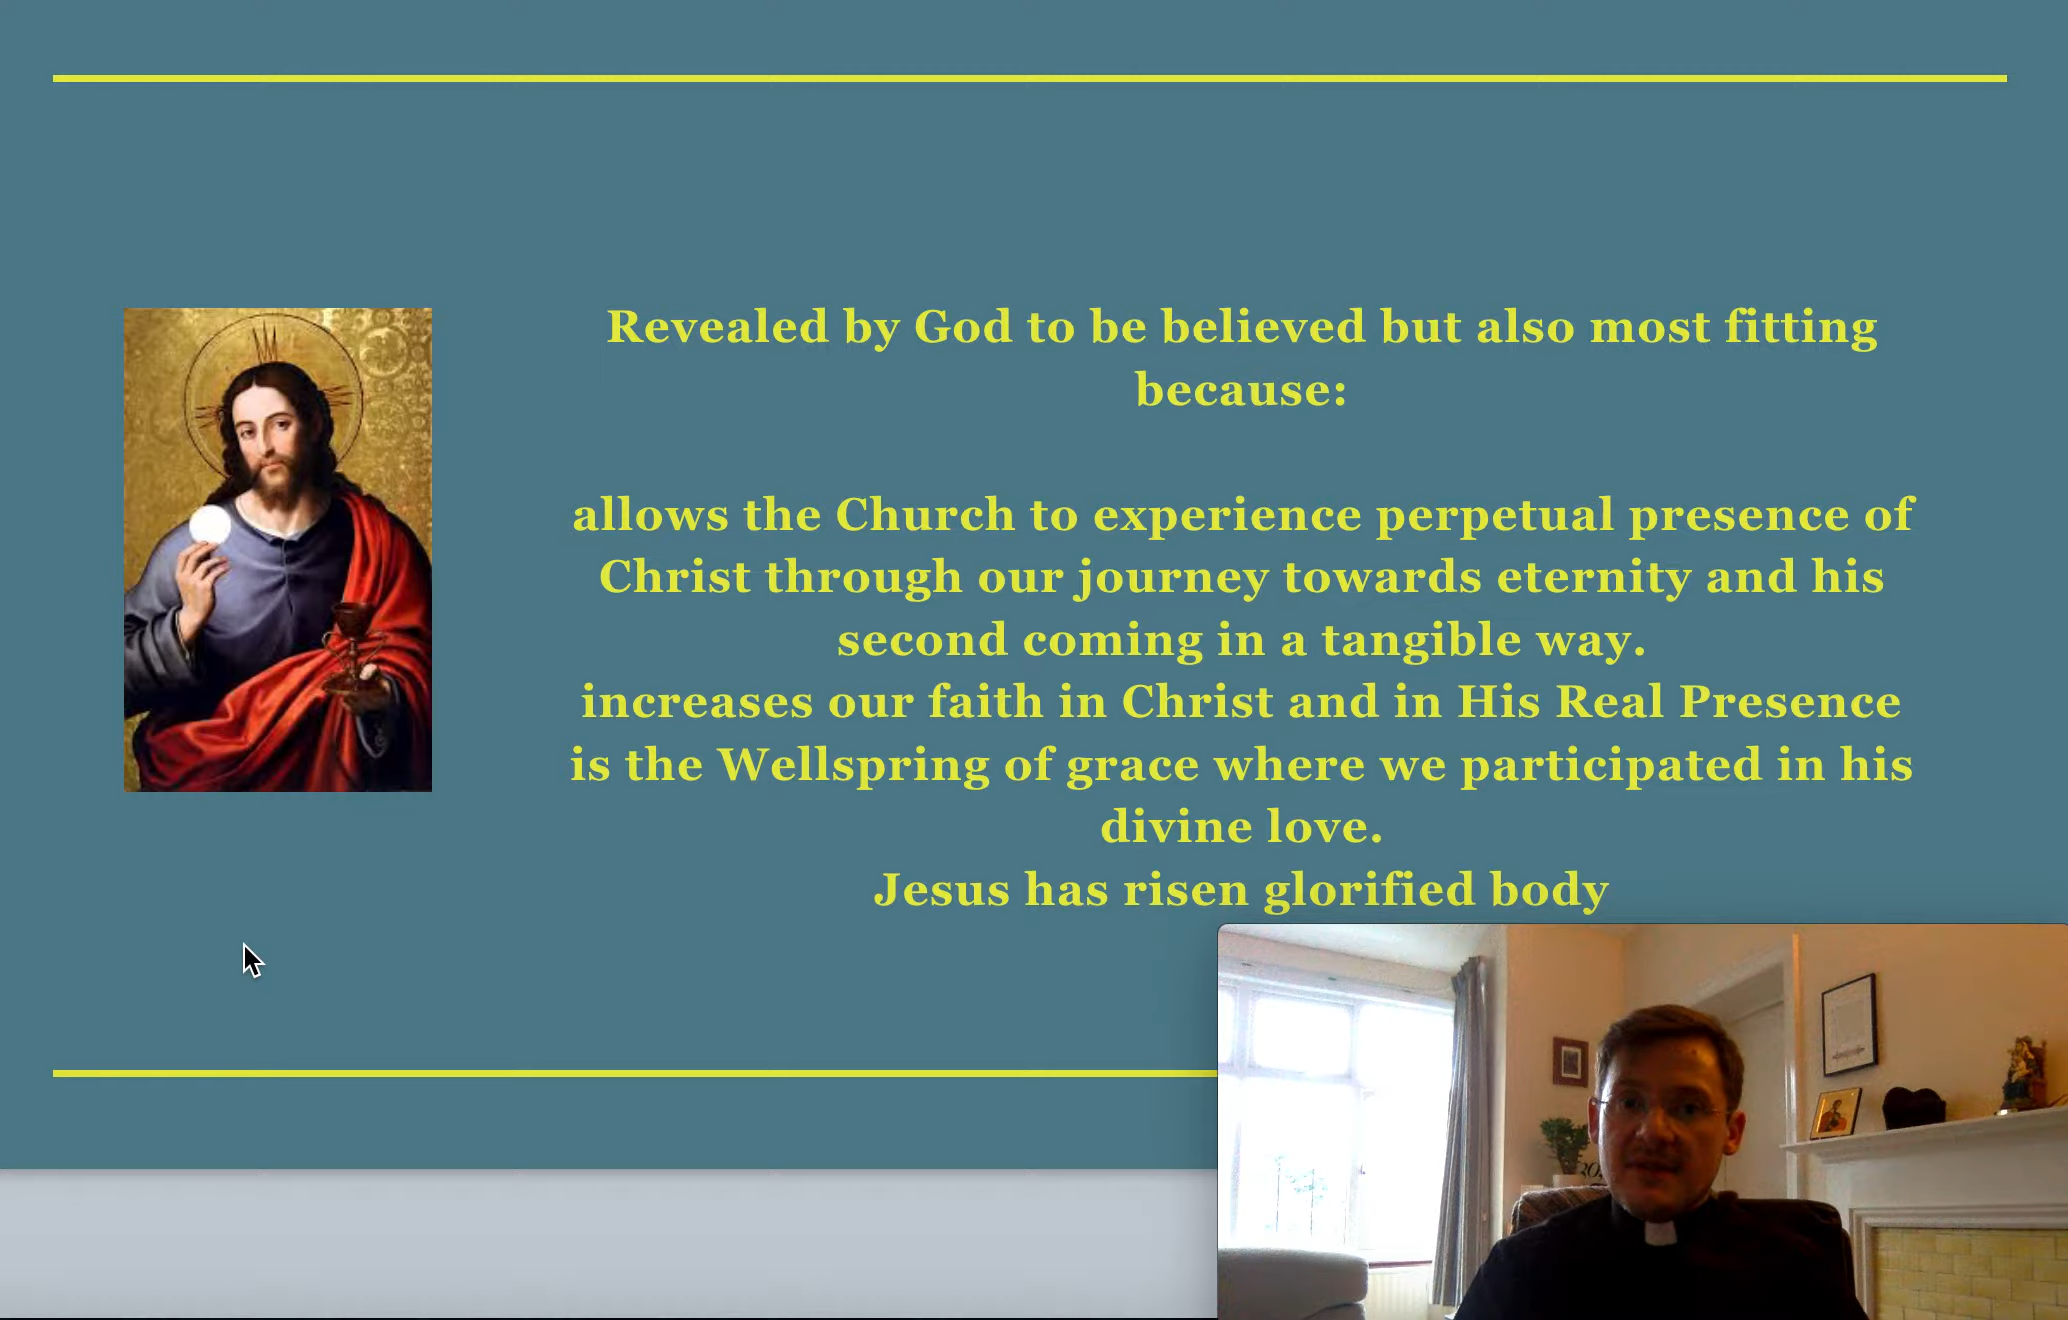 Revealed by God to be believed but also most fitting
because:
allows the Church to experience perpetual presence of
Christ through our journey towards eternity and his
second coming in a tangible way.
increases our faith in Christ and in His Real Presence
is the Wellspring of grace where we participated in his
divine love.
Jesus has risen glorified body